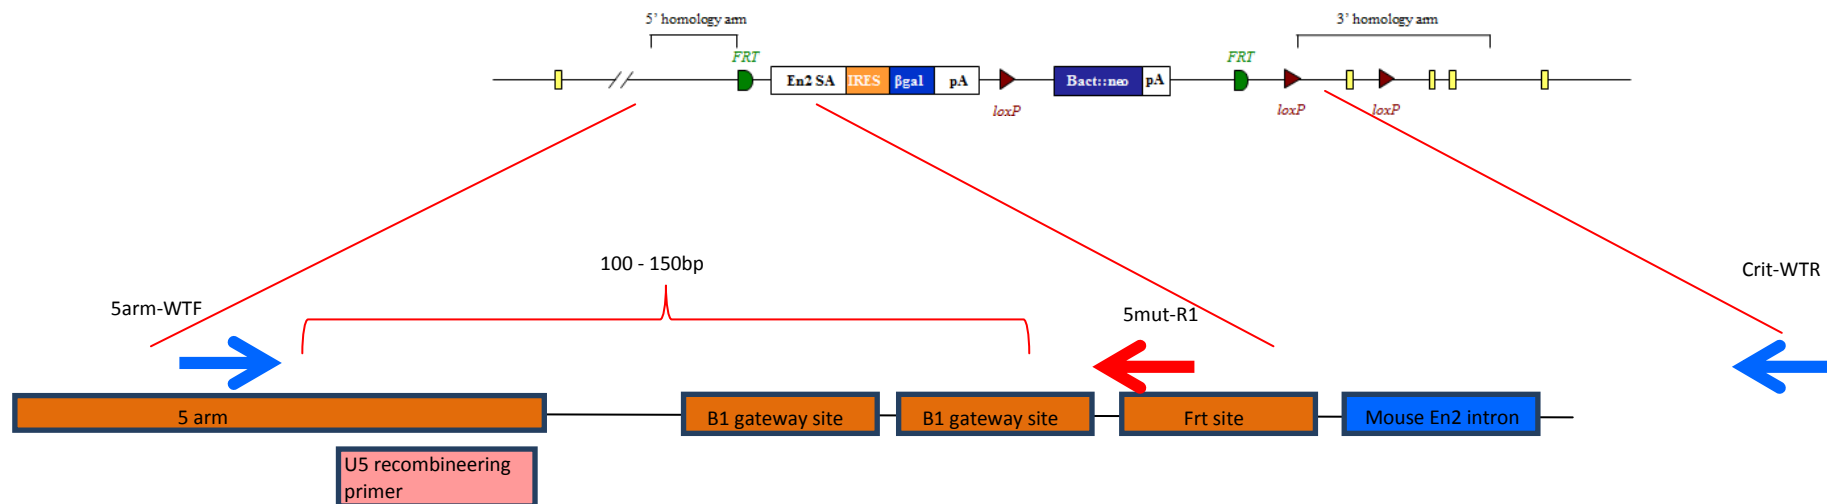 5' homology arm
3' homology arm
FRT
FRT
En2 SA
IRES
βgal
pA
Bact::neo
pA
loxP
loxP
loxP
100 - 150bp
Crit-WTR
5arm-WTF
5mut-R1
5 arm
B1 gateway site
B1 gateway site
Frt site
Mouse En2 intron
U5 recombineering
primer